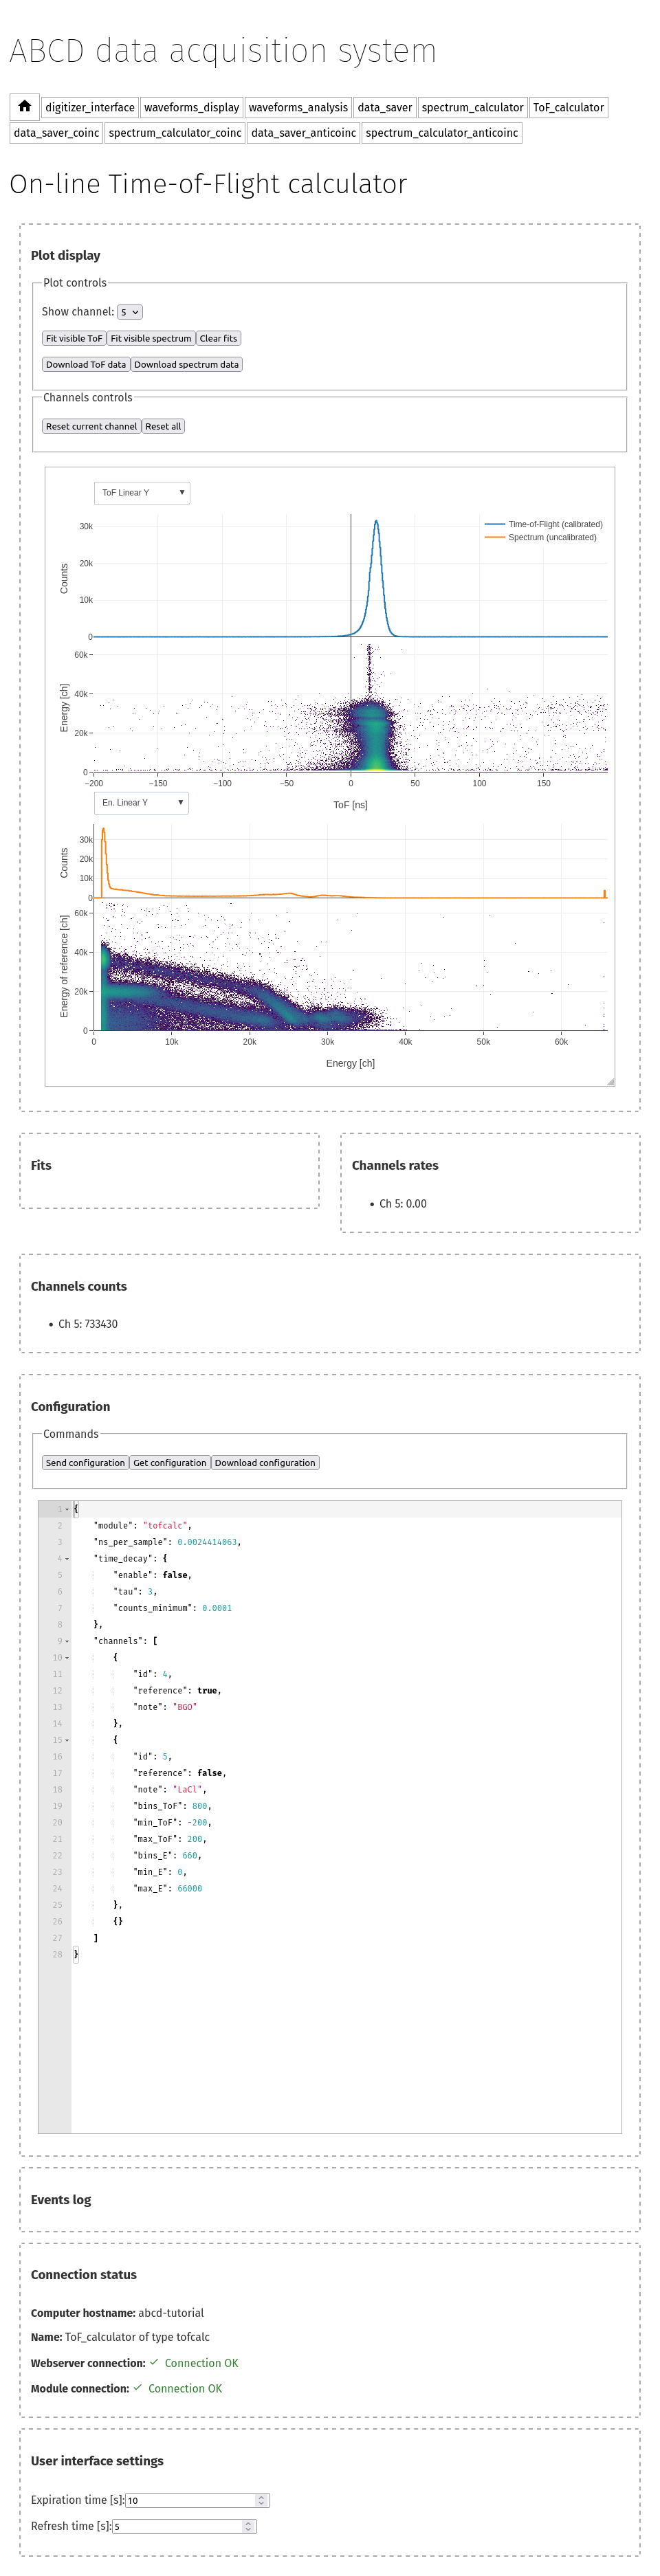 ABCD data acquisition system
digitizer_interface waveforms_display waveforms_analysis data_saver spectrum_calculator ToF_calculator
data_saver_coinc spectrum_calculator_coinc data_saver_anticoinc spectrum_calculator_anticoinc
On-line Time-of-Flight calculator
Plot display
Plot controls
Show channel: 5
Fit visible ToF Fit visible spectrum Clear fits
Download ToF data Download spectrum data
Channels controls
Reset current channel Reset all
ToF Linear Y ▼
Time-of-Flight (calibrated)
Spectrum (uncalibrated)
Counts
30k
20k
10k
0
Energy [ch]
60k
40k
20k
0
−200 −150 −100 −50 0 50 100 150
ToF [ns]
En. Linear Y ▼
Counts
30k
20k
10k
0
Energy of reference [ch]
60k
40k
20k
0
0 10k 20k 30k 40k 50k 60k
Energy [ch]
Fits
Channels rates
• Ch 5: 0.00
Channels counts
• Ch 5: 733430
Configuration
Commands
Send configuration Get configuration Download configuration
1 {
2 "module": "tofcalc",
3 "ns_per_sample": 0.0024414063,
4 "time_decay": {
5 "enable": false,
6 "tau": 3,
7 "counts_minimum": 0.0001
8 },
9 "channels": [
10 {
11 "id": 4,
12 "reference": true,
13 "note": "BGO"
14 },
15 {
16 "id": 5,
17 "reference": false,
18 "note": "LaCl",
19 "bins_ToF": 800,
20 "min_ToF": -200,
21 "max_ToF": 200,
22 "bins_E": 660,
23 "min_E": 0,
24 "max_E": 66000
25 },
26 {}
27 ]
28 }
Events log
Connection status
Computer hostname: abcd-tutorial
Name: ToF_calculator of type tofcalc
Webserver connection: ✓ Connection OK
Module connection: ✓ Connection OK
User interface settings
Expiration time [s]: 10
Refresh time [s]: 5